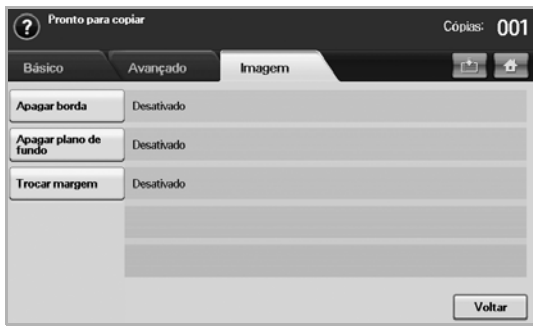 ? Pronto para copiar
Cópias: 001
Básico Avançado Imagem
Apagar borda Desativado
Apagar plano de
fundo Desativado
Trocar margem Desativado
Voltar